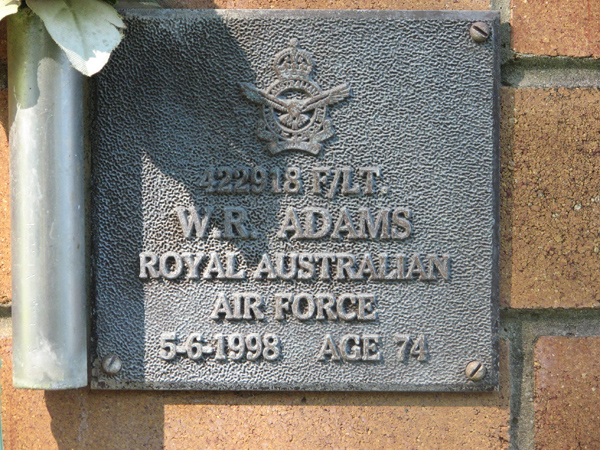 422918 F/LT.
W.R. ADAMS
ROYAL AUSTRALIAN
AIR FORCE
5-6-1998 AGE 74